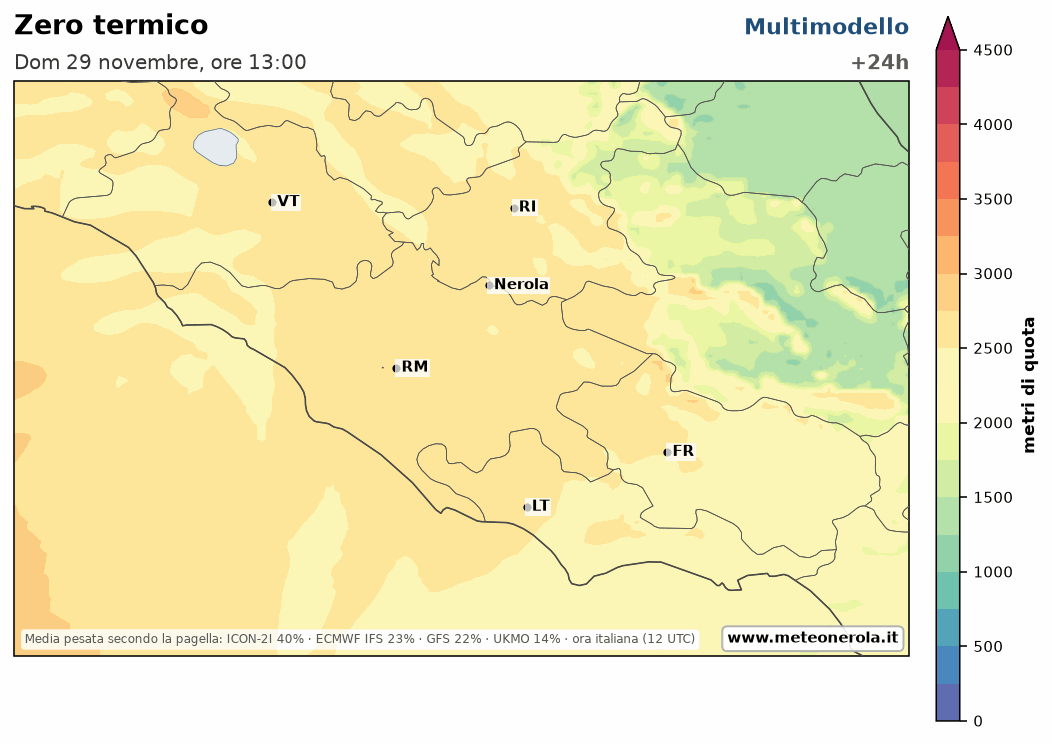 Zero termico
Multimodello
Dom 29 novembre, ore 13:00
+24h
VT
RI
Nerola
RM
FR
LT
4500
4000
3500
3000
2500
2000
1500
1000
500
0
metri di quota
Media pesata secondo la pagella: ICON-2I 40% · ECMWF IFS 23% · GFS 22% · UKMO 14% · ora italiana (12 UTC)
www.meteonerola.it